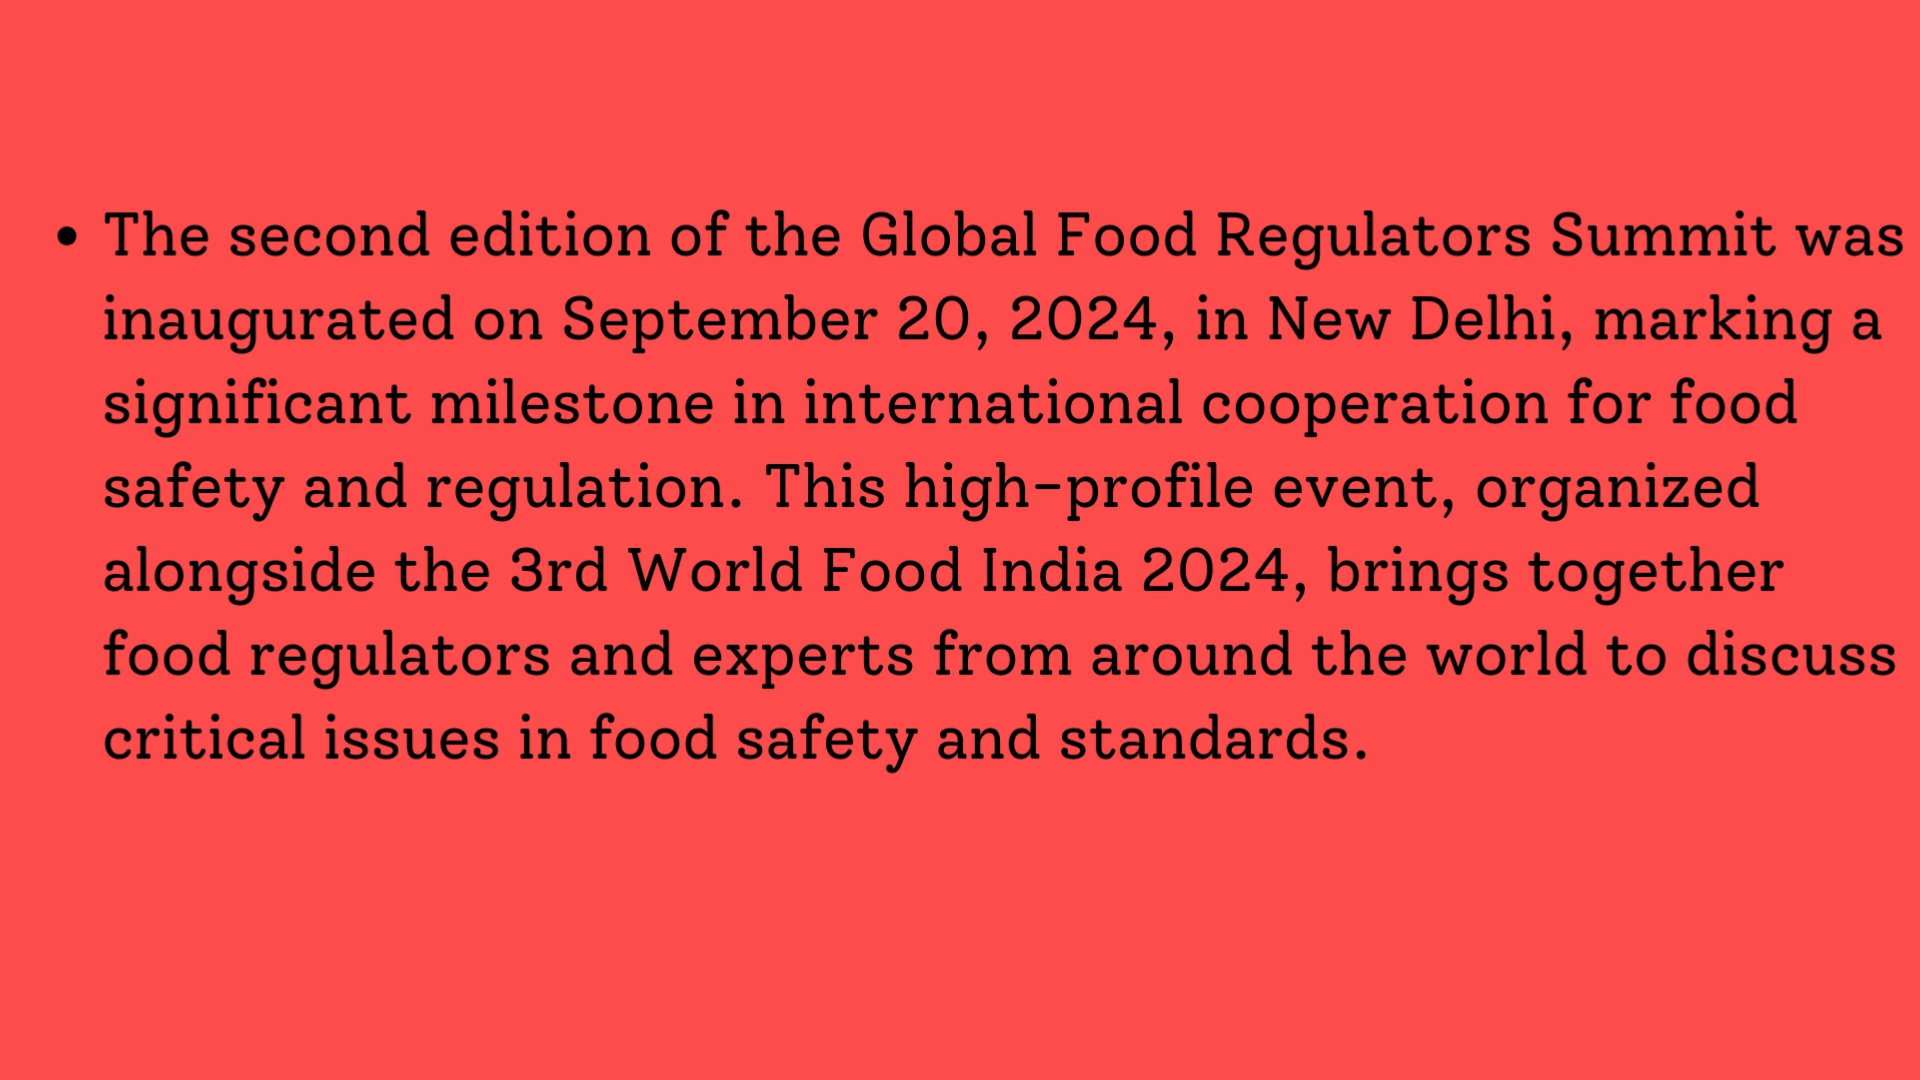 • The second edition of the Global Food Regulators Summit was
inaugurated on September 20, 2024, in New Delhi, marking a
significant milestone in international cooperation for food
safety and regulation. This high-profile event, organized
alongside the 3rd World Food India 2024, brings together
food regulators and experts from around the world to discuss
critical issues in food safety and standards.